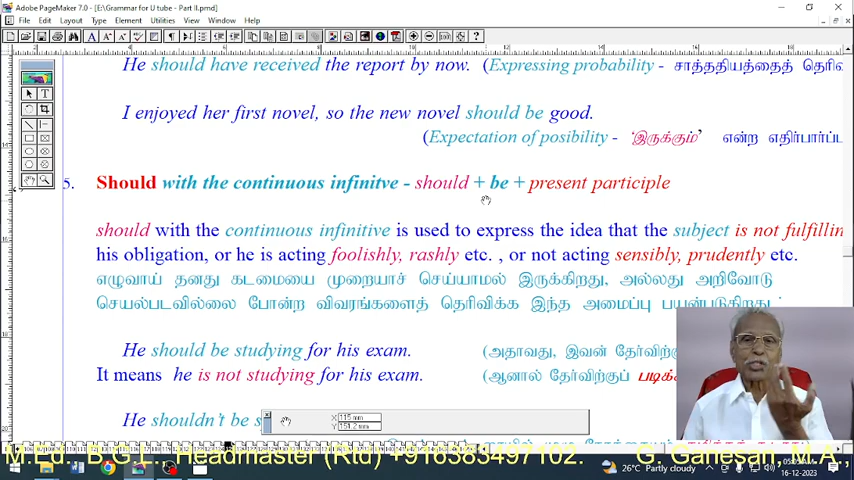 Adobe PageMaker 7.0 - [E:\Grammar for U tube - Part II.pmd]
File Edit Layout Type Element Utilities View Window Help
He should have received the report by now. (Expressing probability - சாத்தியத்தைத் தெரிவி
I enjoyed her first novel, so the new novel should be good.
(Expectation of posibility - 'இருக்கும்' என்ற எதிர்பார்ப்
5. Should with the continuous infinitve - should + be + present participle
should with the continuous infinitive is used to express the idea that the subject is not fulfillin
his obligation, or he is acting foolishly, rashly etc. , or not acting sensibly, prudently etc.
எழுவாய் தனது கடமையை முறையாச் செய்யாமல் இருக்கிறது, அல்லது அறிவோடு
செயல்படவில்லை போன்ற விவரங்களைத் தெரிவிக்க இந்த அமைப்பு பயன்படுகிறது
He should be studying for his exam. (அதாவது, இவன் தேர்விற்கு
It means he is not studying for his exam. (ஆனால் தேர்விற்குப் படிக்க
He shouldn't be s
X 115 mm
Y 151.2 mm
M.Ed., B.G.L. Headmaster (Rtd) +916383497102. G. Ganesan, M.A.,
26°C Partly cloudy
16-12-2023